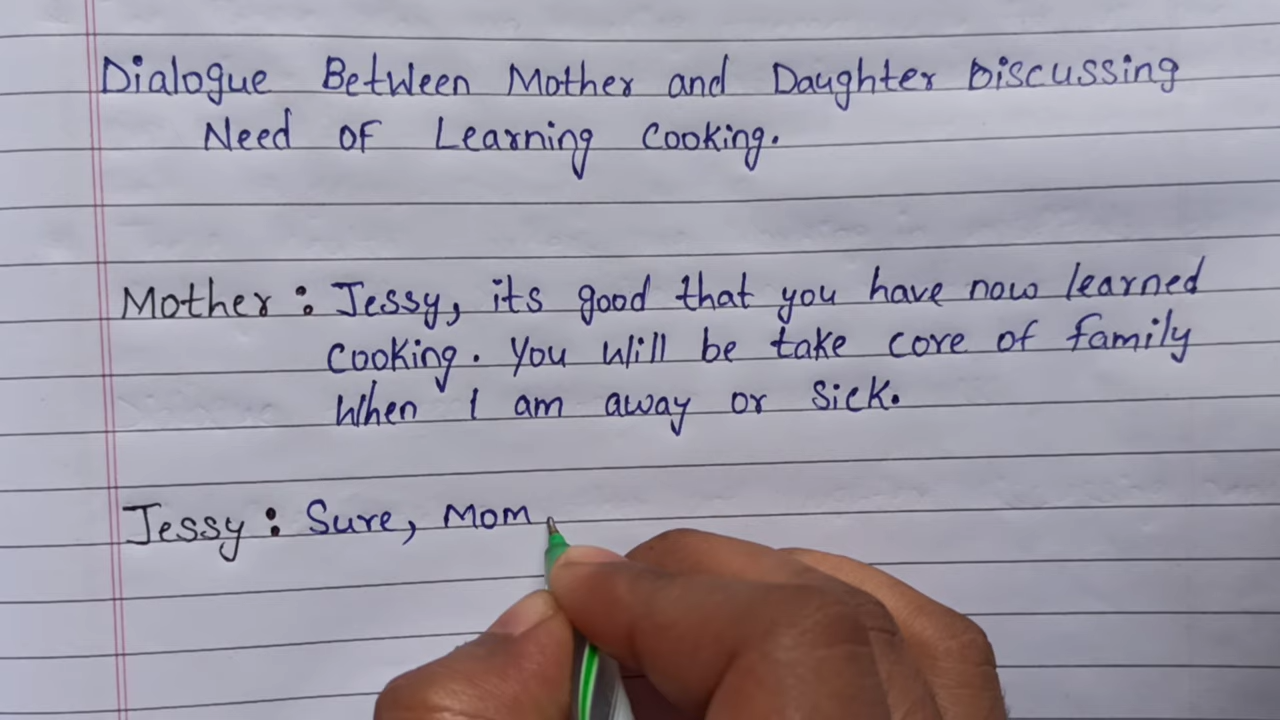 Dialogue Between Mother and Daughter Discussing
Need of Learning Cooking.
Mother : Jessy, its good that you have now learned
cooking. You will be take core of family
when I am away or sick.
Jessy : Sure, Mom